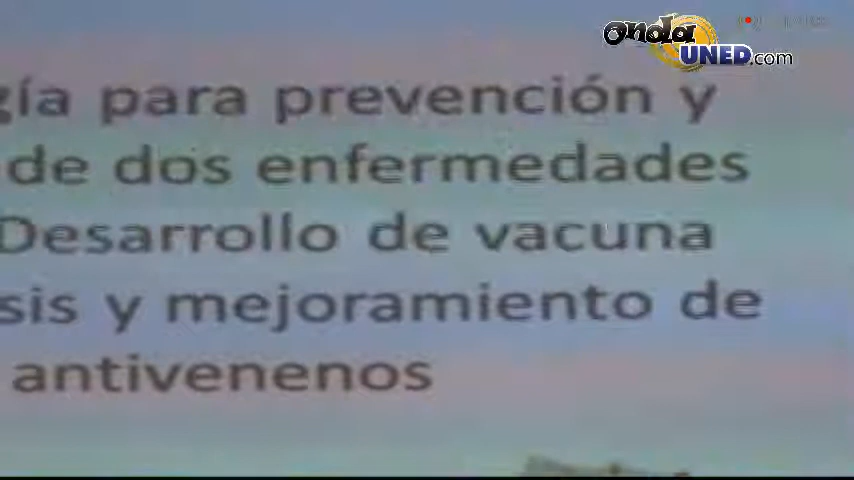 onda
UNED.com
gía para prevención y
de dos enfermedades
Desarrollo de vacuna
sis y mejoramiento de
antivenenos